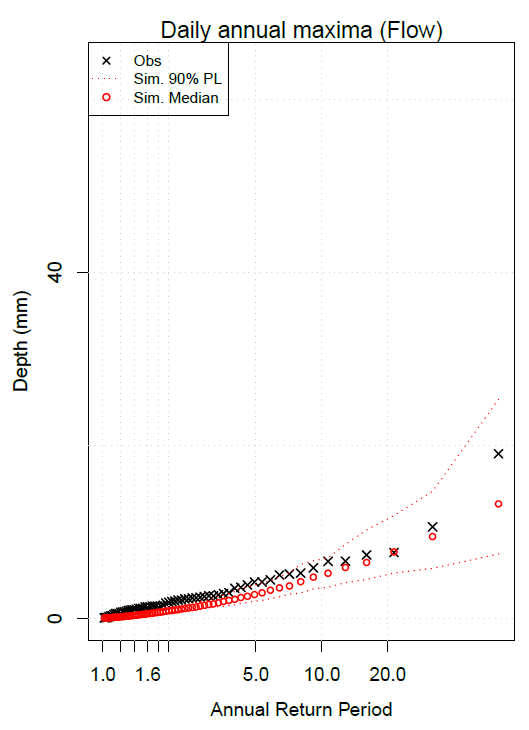 Daily annual maxima (Flow)
Obs
Sim. 90% PL
Sim. Median
40
0
Depth (mm)
1.0 1.6 5.0 10.0 20.0
Annual Return Period